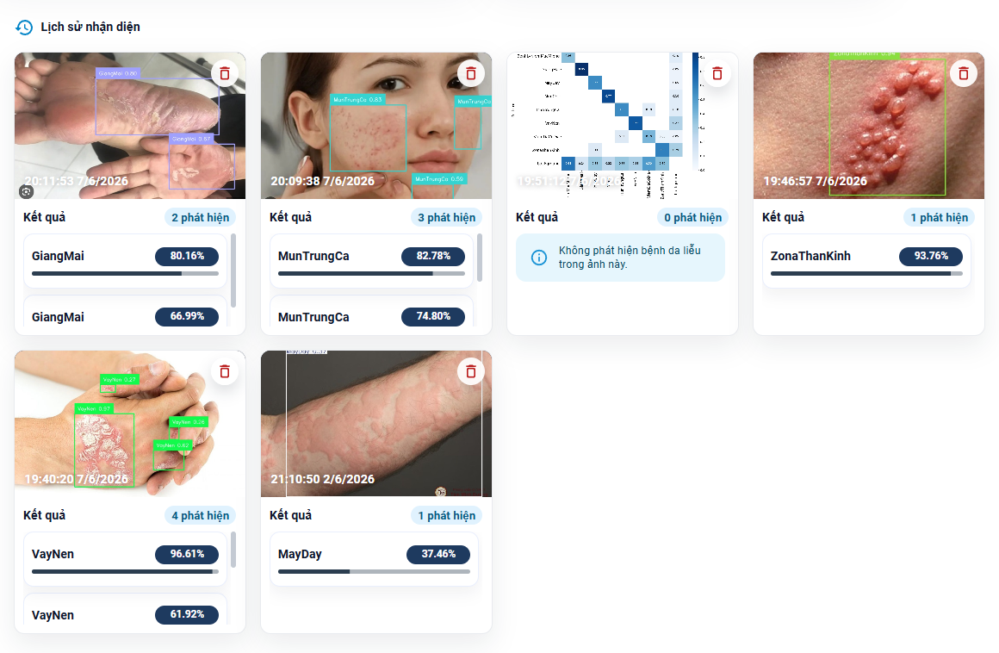 Lịch sử nhận diện
GiangMai 0.80
GiangMai 0.67
20:11:53 7/6/2026
Kết quả
2 phát hiện
GiangMai
80.16%
GiangMai
66.99%
MunTrungCa 0.83
MunTrungCa
MunTrungCa 0.59
20:09:38 7/6/2026
Kết quả
3 phát hiện
MunTrungCa
82.78%
MunTrungCa
74.80%
MayDay
VayNen
ZonaThanKinh
19:51:12 7/6/2026
Kết quả
0 phát hiện
Không phát hiện bệnh da liễu
trong ảnh này.
ZonaThanKinh 0.94
19:46:57 7/6/2026
Kết quả
1 phát hiện
ZonaThanKinh
93.76%
VayNen 0.27
VayNen 0.97
VayNen 0.62
19:40:20 7/6/2026
Kết quả
4 phát hiện
VayNen
96.61%
VayNen
61.92%
MayDay 0.37
21:10:50 2/6/2026
Kết quả
1 phát hiện
MayDay
37.46%